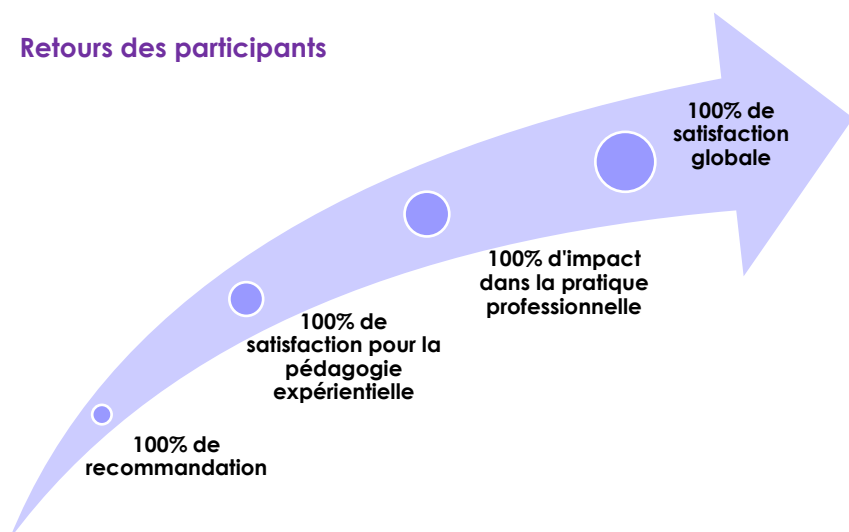 Retours des participants
100% de
satisfaction
globale
100% d'impact
dans la pratique
professionnelle
100% de
satisfaction pour la
pédagogie
expérientielle
100% de
recommandation